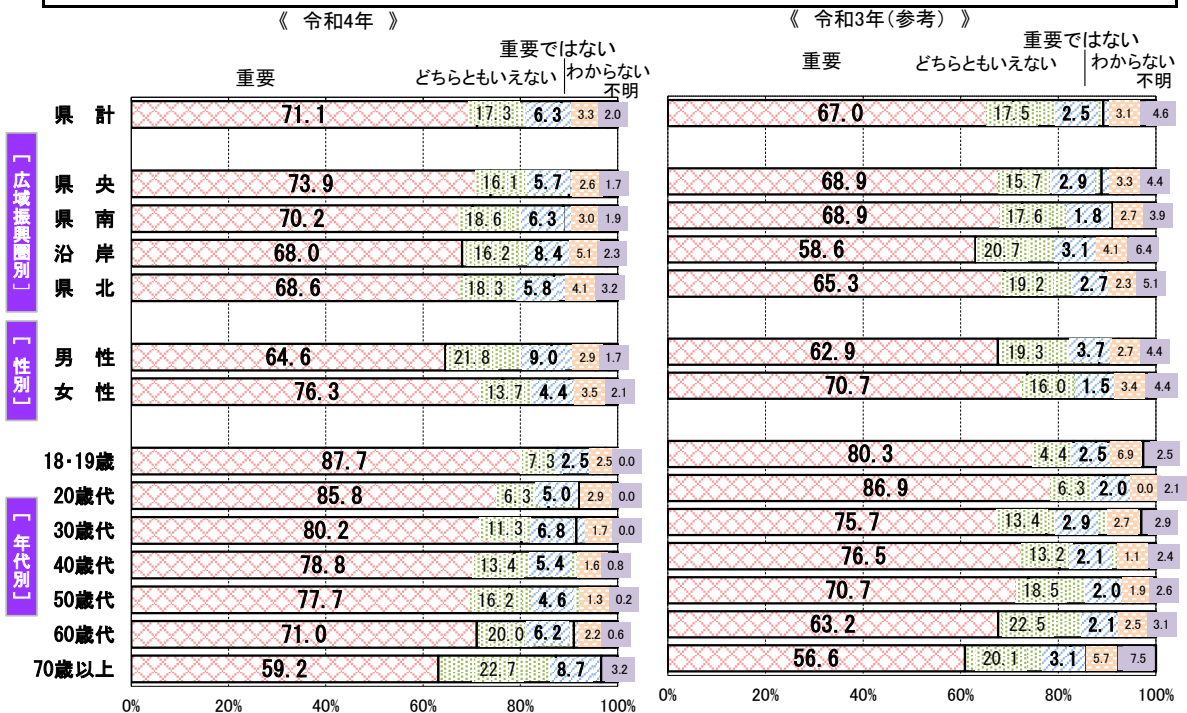 《 令和4年 》
重要
どちらともいえない
重要ではない
わからない
不明
県 計 71.1 17.3 6.3 3.3 2.0
[広域振興圏別]
県 央 73.9 16.1 5.7 2.6 1.7
県 南 70.2 18.6 6.3 3.0 1.9
沿 岸 68.0 16.2 8.4 5.1 2.3
県 北 68.6 18.3 5.8 4.1 3.2
[性別]
男 性 64.6 21.8 9.0 2.9 1.7
女 性 76.3 13.7 4.4 3.5 2.1
[年代別]
18・19歳 87.7 7.3 2.5 2.5 0.0
20歳代 85.8 6.3 5.0 2.9 0.0
30歳代 80.2 11.3 6.8 1.7 0.0
40歳代 78.8 13.4 5.4 1.6 0.8
50歳代 77.7 16.2 4.6 1.3 0.2
60歳代 71.0 20.0 6.2 2.2 0.6
70歳以上 59.2 22.7 8.7 3.2
0% 20% 40% 60% 80% 100%
《 令和3年(参考) 》
重要
どちらともいえない
重要ではない
わからない
不明
67.0 17.5 2.5 3.1 4.6
68.9 15.7 2.9 3.3 4.4
68.9 17.6 1.8 2.7 3.9
58.6 20.7 3.1 4.1 6.4
65.3 19.2 2.7 2.3 5.1
62.9 19.3 3.7 2.7 4.4
70.7 16.0 1.5 3.4 4.4
80.3 4.4 2.5 6.9 2.5
86.9 6.3 2.0 0.0 2.1
75.7 13.4 2.9 2.7 2.9
76.5 13.2 2.1 1.1 2.4
70.7 18.5 2.0 1.9 2.6
63.2 22.5 2.1 2.5 3.1
56.6 20.1 3.1 5.7 7.5
0% 20% 40% 60% 80% 100%